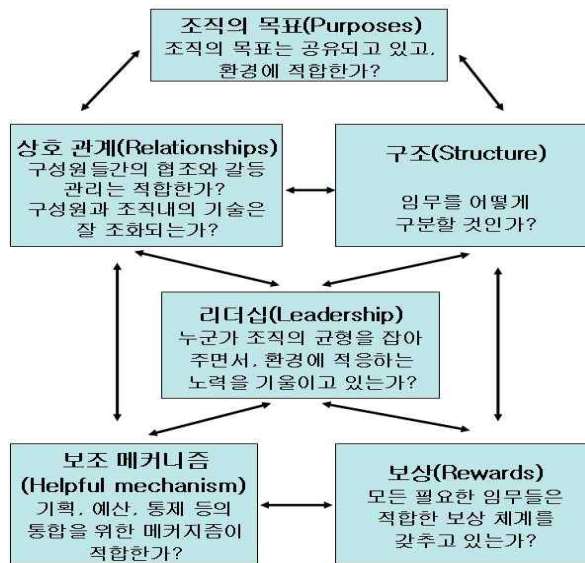 조직의 목표(Purposes)
조직의 목표는 공유되고 있고,
환경에 적합한가?
상호 관계(Relationships)
구성원들간의 협조와 갈등
관리는 적합한가?
구성원과 조직내의 기술은
잘 조화되는가?
구조(Structure)
임무를 어떻게
구분할 것인가?
리더십(Leadership)
누군가 조직의 균형을 잡아
주면서, 환경에 적응하는
노력을 기울이고 있는가?
보조 메커니즘
(Helpful mechanism)
기획, 예산, 통제 등의
통합을 위한 메커지즘이
적합한가?
보상(Rewards)
모든 필요한 임무들은
적합한 보상 체계를
갖추고 있는가?